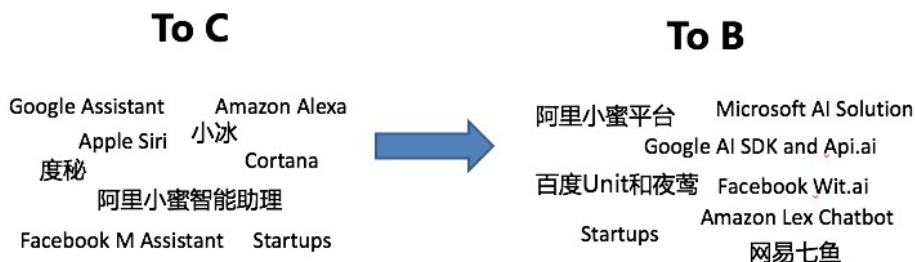 To C
To B
Google Assistant
Amazon Alexa
Apple Siri
小冰
度秘
Cortana
阿里小蜜智能助理
Facebook M Assistant
Startups
阿里小蜜平台
Microsoft AI Solution
Google AI SDK and Api.ai
百度Unit和夜莺
Facebook Wit.ai
Amazon Lex Chatbot
Startups
网易七鱼